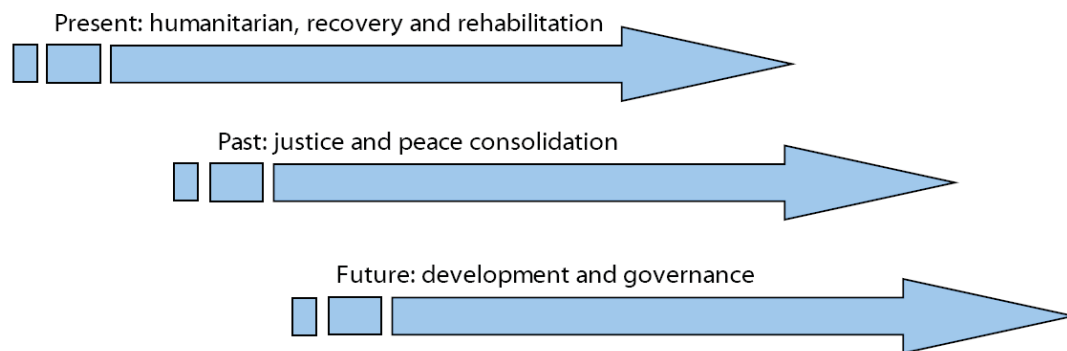 Present: humanitarian, recovery and rehabilitation
Past: justice and peace consolidation
Future: development and governance